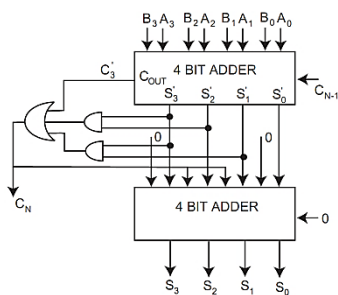 B3 A3 B2 A2 B1 A1 B0 A0
C'3
COUT
4 BIT ADDER
S'3 S'2 S'1 S'0
CN-1
0
0
CN
4 BIT ADDER
0
S3 S2 S1 S0